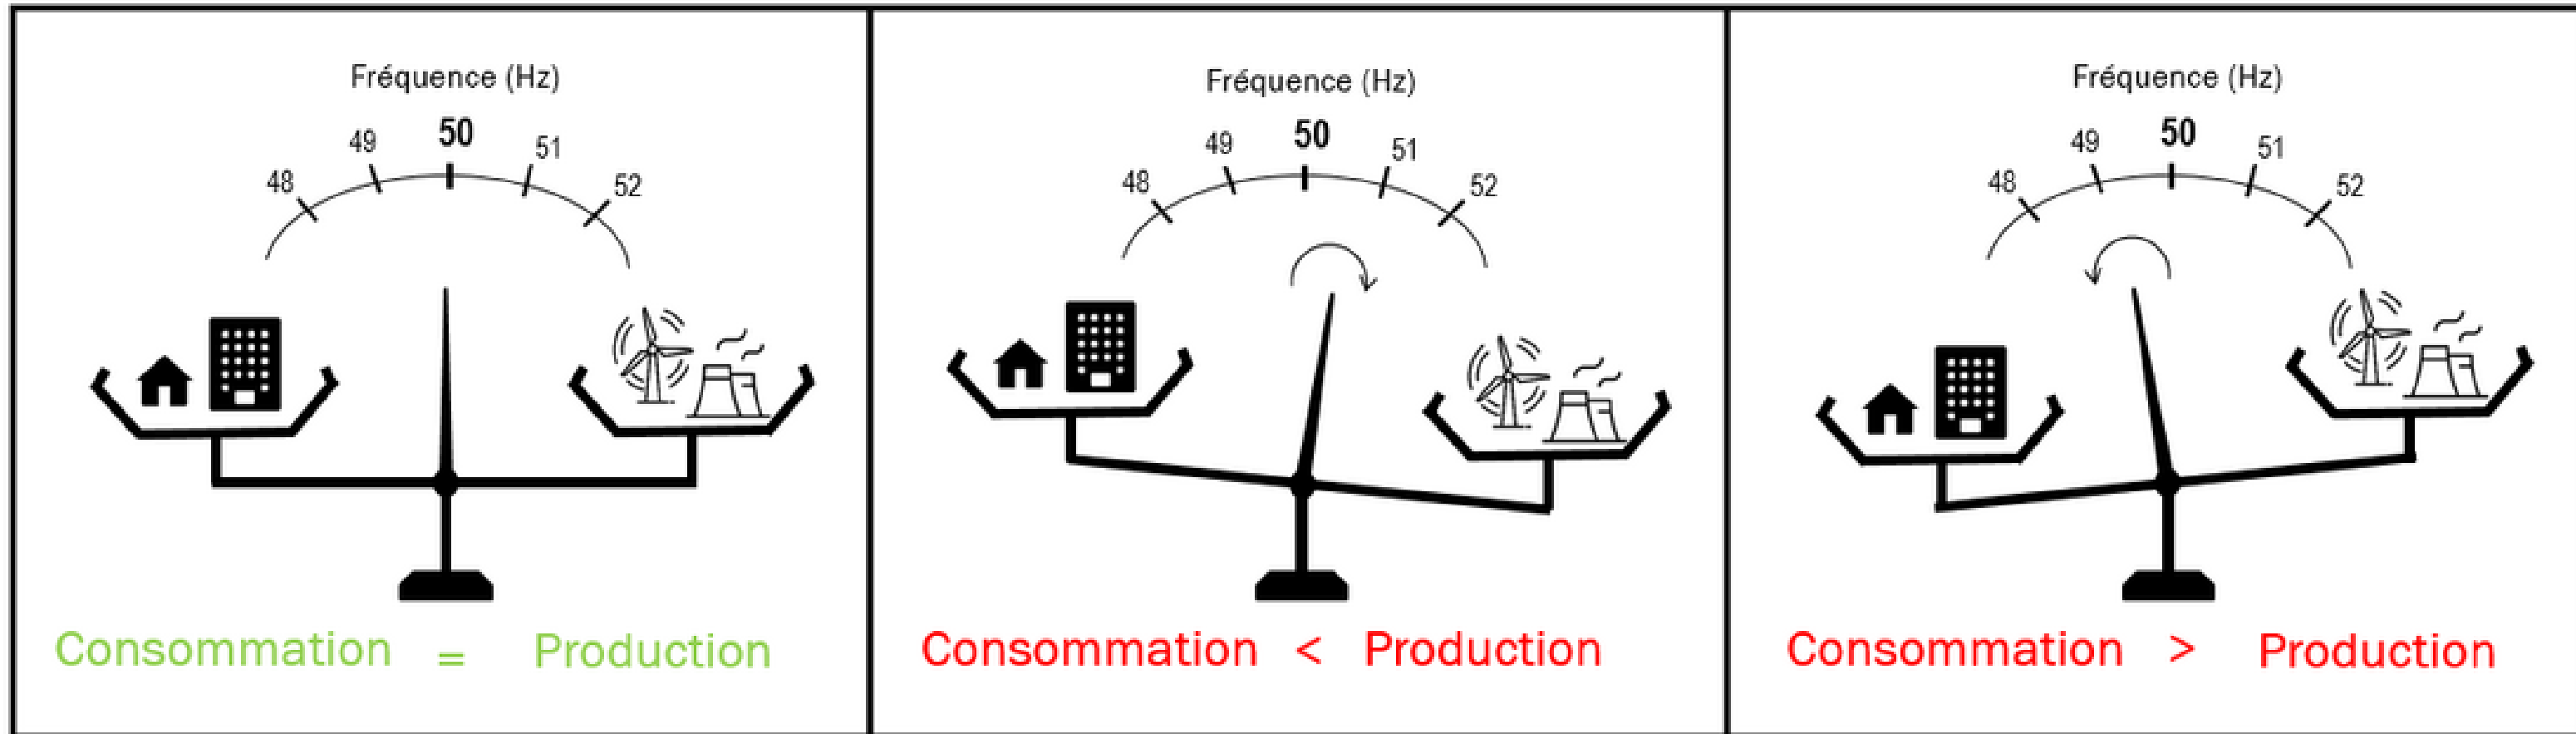 Fréquence (Hz)
48 49 50 51 52
Consommation = Production
Fréquence (Hz)
48 49 50 51 52
Consommation < Production
Fréquence (Hz)
48 49 50 51 52
Consommation > Production